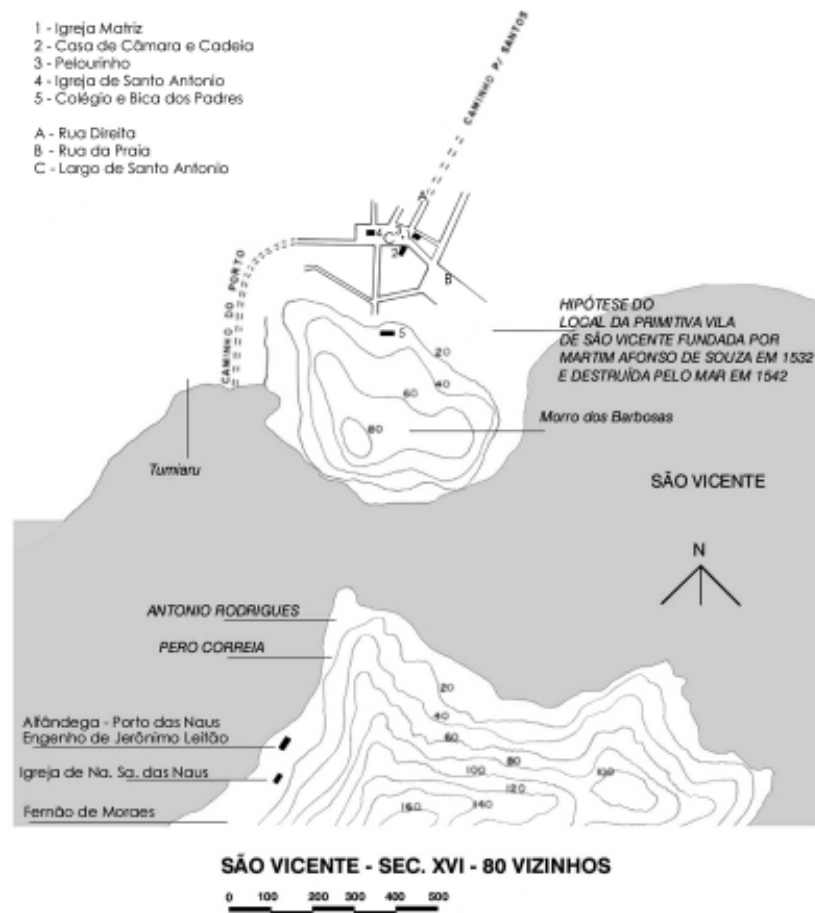 1 - Igreja Matriz
2 - Casa de Câmara e Cadeia
3 - Pelourinho
4 - Igreja de Santo Antonio
5 - Colégio e Bica dos Padres
A - Rua Direita
B - Rua da Praia
C - Largo de Santo Antonio
CAMINHO P/ SANTOS
A
4
C
3
1
2
B
CAMINHO DO PORTO
HIPÓTESE DO
LOCAL DA PRIMITIVA VILA
DE SÃO VICENTE FUNDADA POR
MARTIM AFONSO DE SOUZA EM 1532
E DESTRUÍDA PELO MAR EM 1542
5
20
40
60
80
Morro dos Barbosas
Tumiaru
SÃO VICENTE
N
ANTONIO RODRIGUES
PERO CORREIA
20
40
60
80
100
120
140
160
Alfândega - Porto das Naus
Engenho de Jerônimo Leitão
Igreja de Na. Sa. das Naus
Fernão de Moraes
SÃO VICENTE - SEC. XVI - 80 VIZINHOS
0 100 200 300 400 500